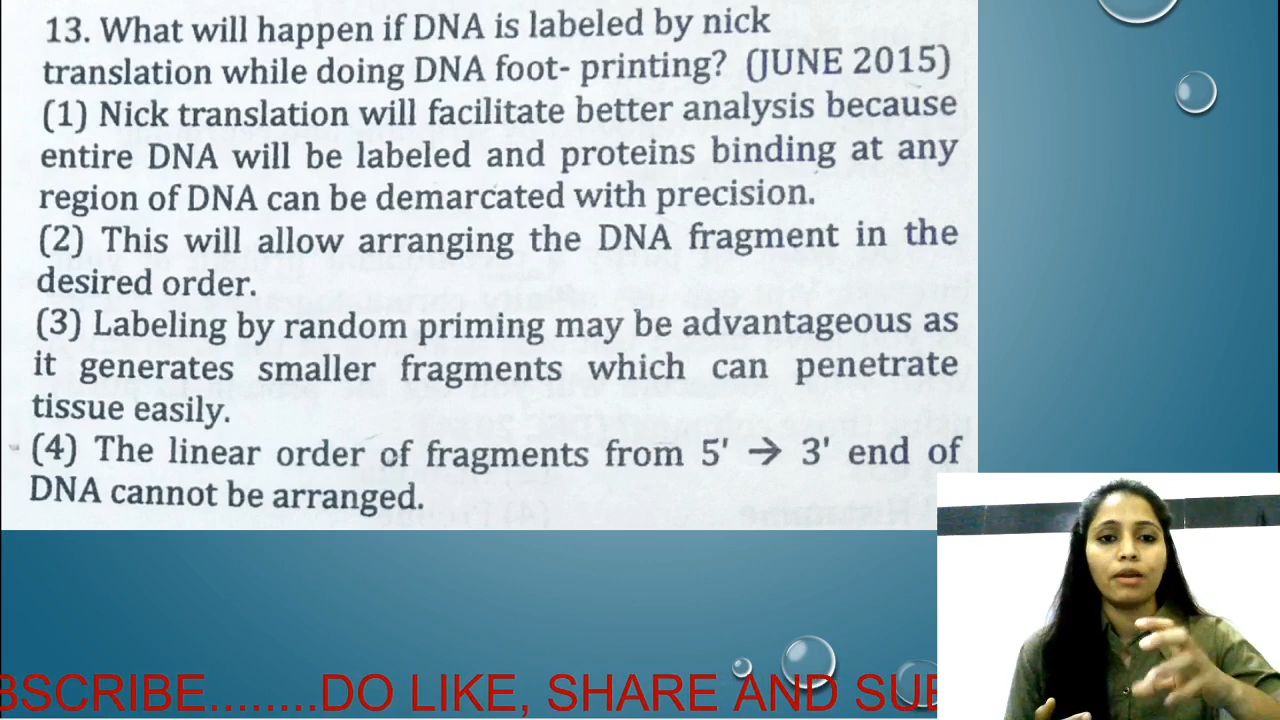 13. What will happen if DNA is labeled by nick
translation while doing DNA foot- printing? (JUNE 2015)
(1) Nick translation will facilitate better analysis because
entire DNA will be labeled and proteins binding at any
region of DNA can be demarcated with precision.
(2) This will allow arranging the DNA fragment in the
desired order.
(3) Labeling by random priming may be advantageous as
it generates smaller fragments which can penetrate
tissue easily.
(4) The linear order of fragments from 5' → 3' end of
DNA cannot be arranged.
BSCRIBE........DO LIKE, SHARE AND SUB